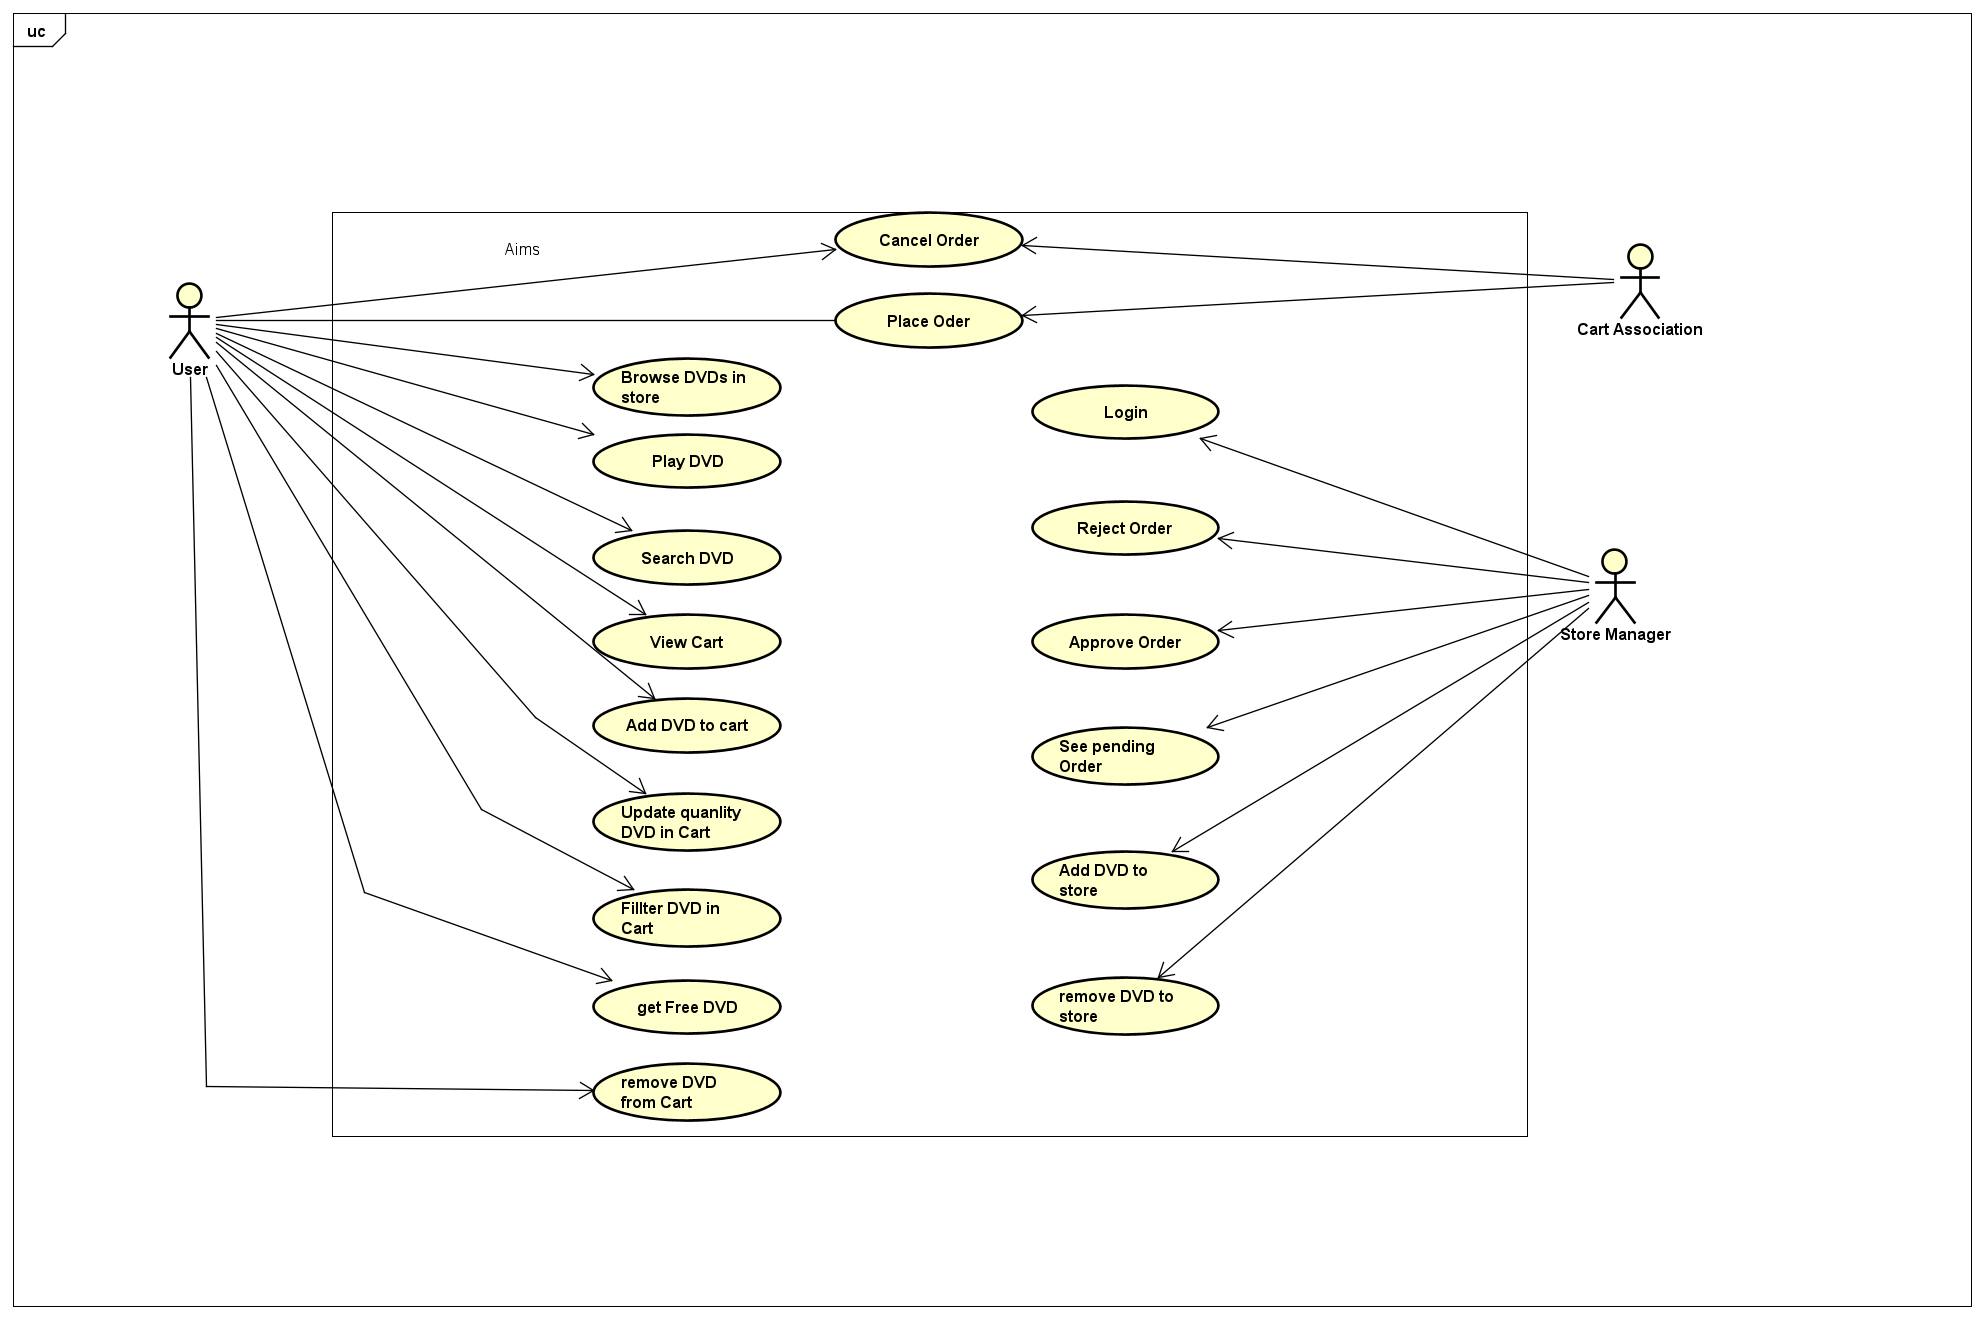 uc
Aims
Cancel Order
Place Oder
User
Cart Association
Browse DVDs in
store
Play DVD
Search DVD
View Cart
Add DVD to cart
Update quanlity
DVD in Cart
Fillter DVD in
Cart
get Free DVD
remove DVD
from Cart
Login
Reject Order
Approve Order
See pending
Order
Add DVD to
store
remove DVD to
store
Store Manager